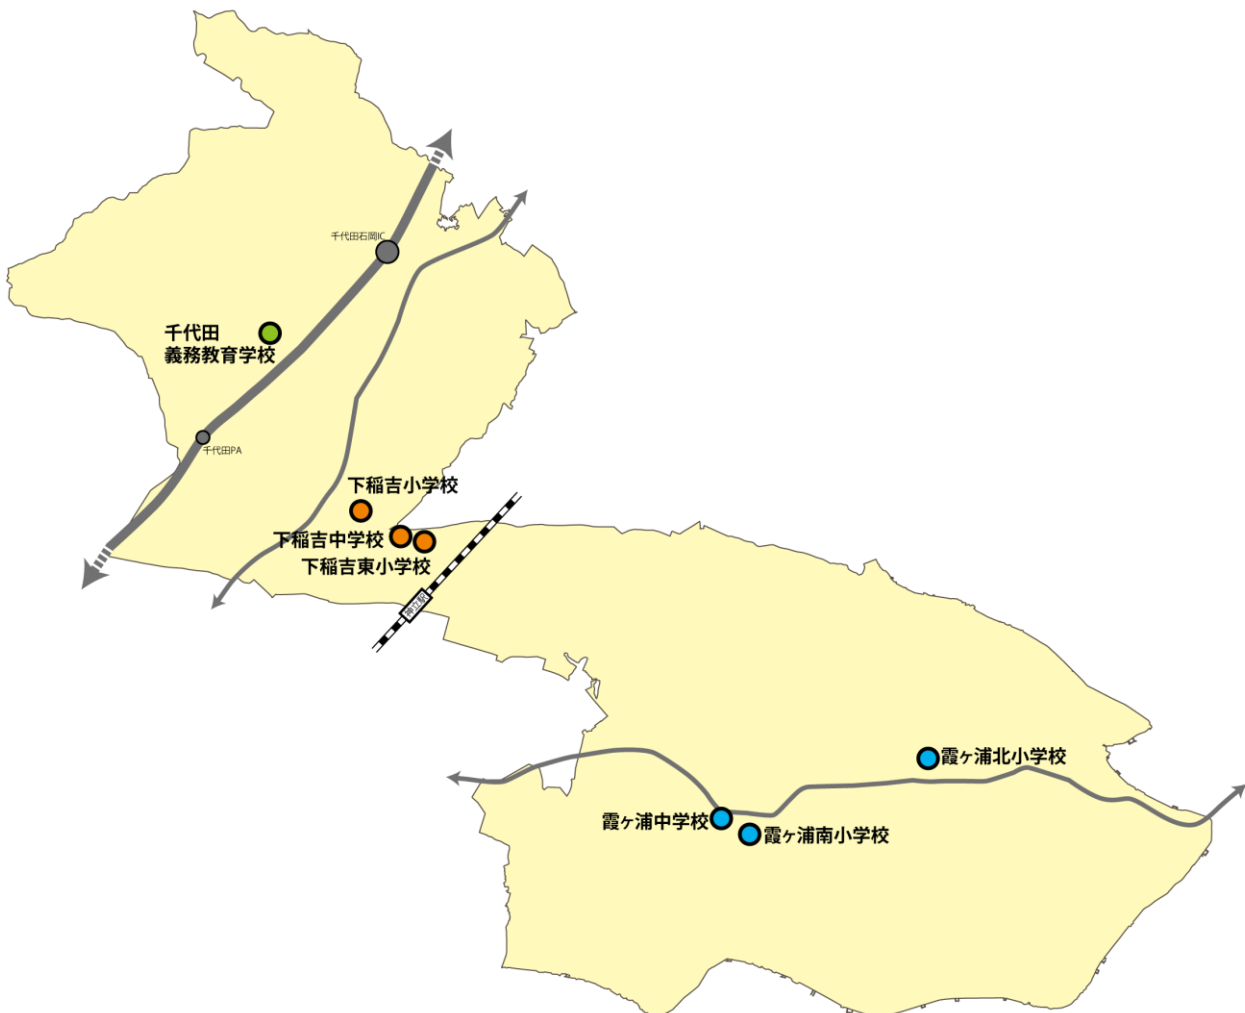 千代田石岡IC
千代田
義務教育学校
千代田PA
下稲吉小学校
下稲吉中学校
下稲吉東小学校
神立駅
霞ヶ浦北小学校
霞ヶ浦中学校
霞ヶ浦南小学校